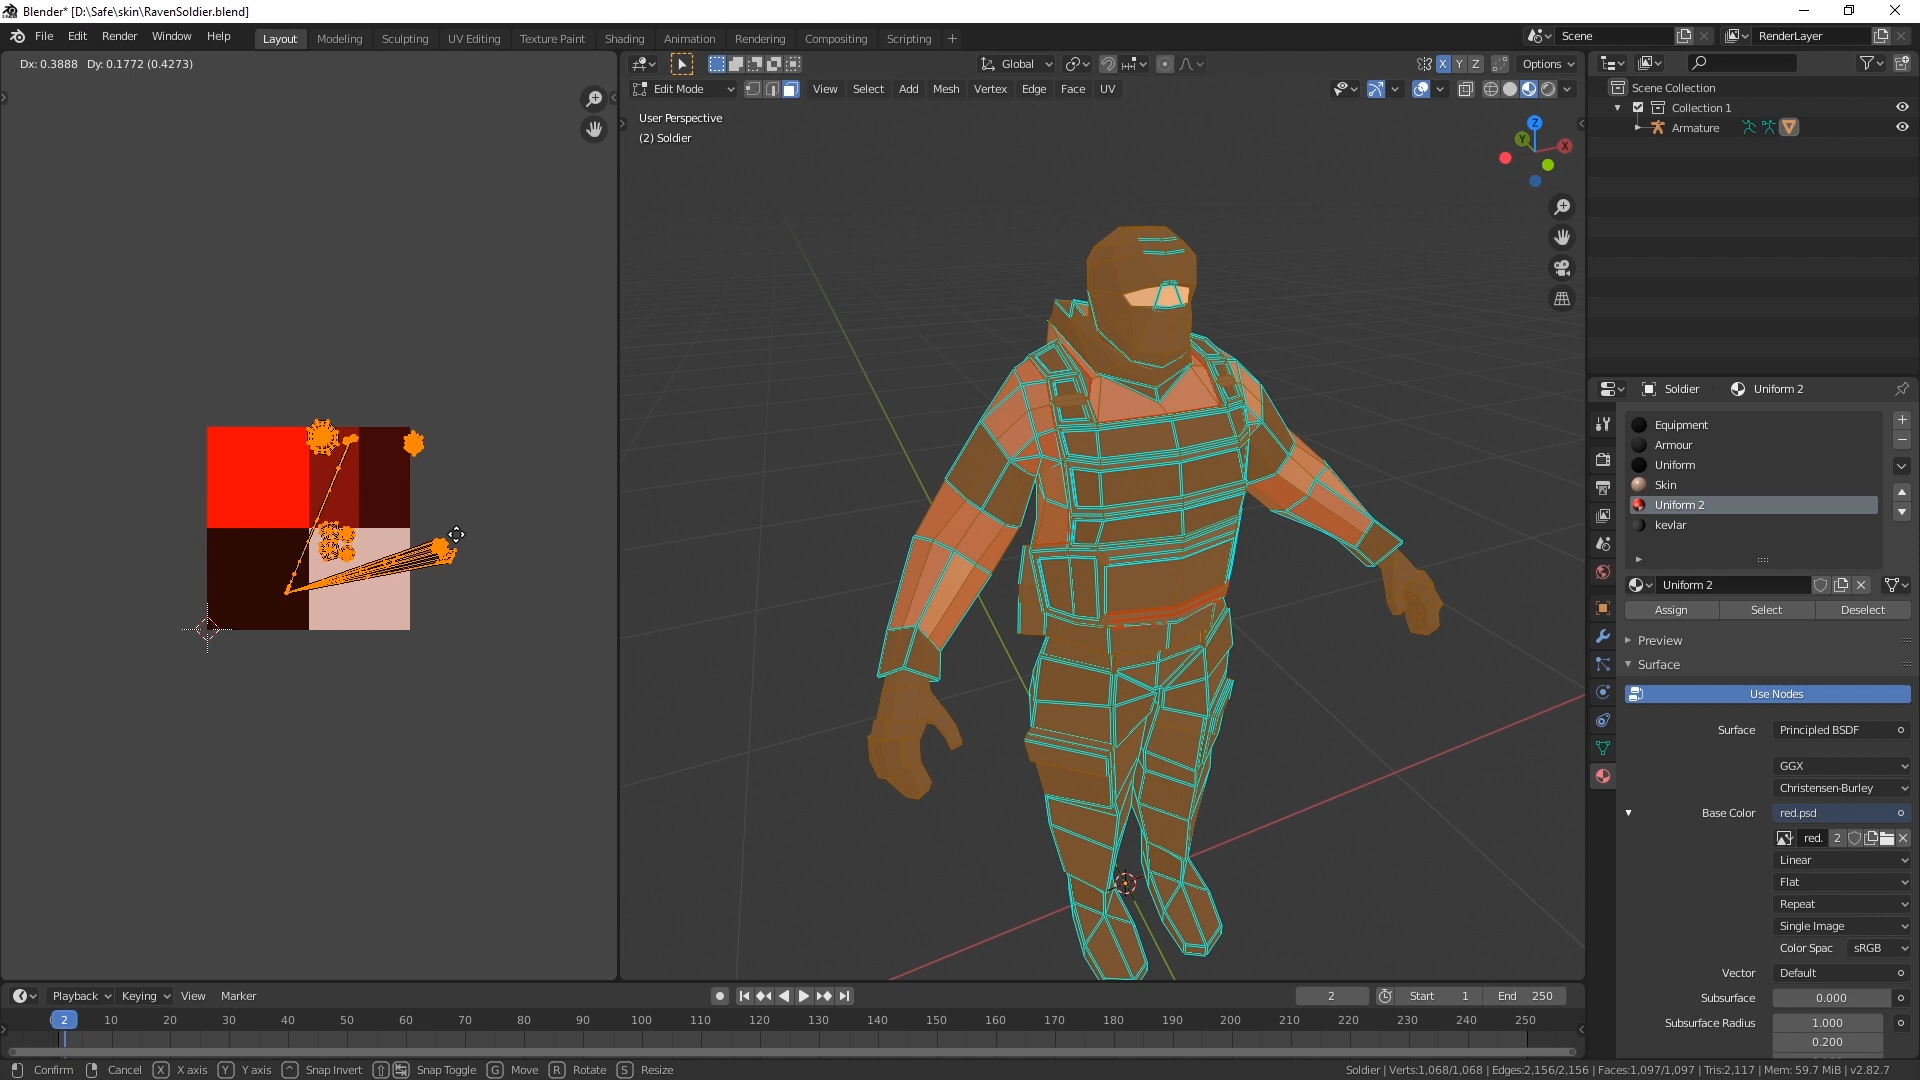 Blender* [D:\Safe\skin\RavenSoldier.blend]
File Edit Render Window Help Layout Modeling Sculpting UV Editing Texture Paint Shading Animation Rendering Compositing Scripting Scene RenderLayer
Dx: 0.3888 Dy: 0.1772 (0.4273)
Global X Y Z Options
Edit Mode View Select Add Mesh Vertex Edge Face UV
User Perspective
(2) Soldier
Z
Y
X
Scene Collection
Collection 1
Armature
Soldier Uniform 2
Equipment
Armour
Uniform
Skin
Uniform 2
kevlar
Uniform 2
Assign Select Deselect
Preview
Surface
Use Nodes
Surface Principled BSDF
GGX
Christensen-Burley
Base Color red.psd
red. 2
Linear
Flat
Repeat
Single Image
Color Spac sRGB
Vector Default
Subsurface 0.000
Subsurface Radius 1.000
0.200
Playback Keying View Marker 2 Start 1 End 250
2 10 20 30 40 50 60 70 80 90 100 110 120 130 140 150 160 170 180 190 200 210 220 230 240 250
Confirm Cancel X X axis Y Y axis Snap Invert Snap Toggle G Move R Rotate S Resize Soldier | Verts:1,068/1,068 | Edges:2,156/2,156 | Faces:1,097/1,097 | Tris:2,117 | Mem: 59.7 MiB | v2.82.7